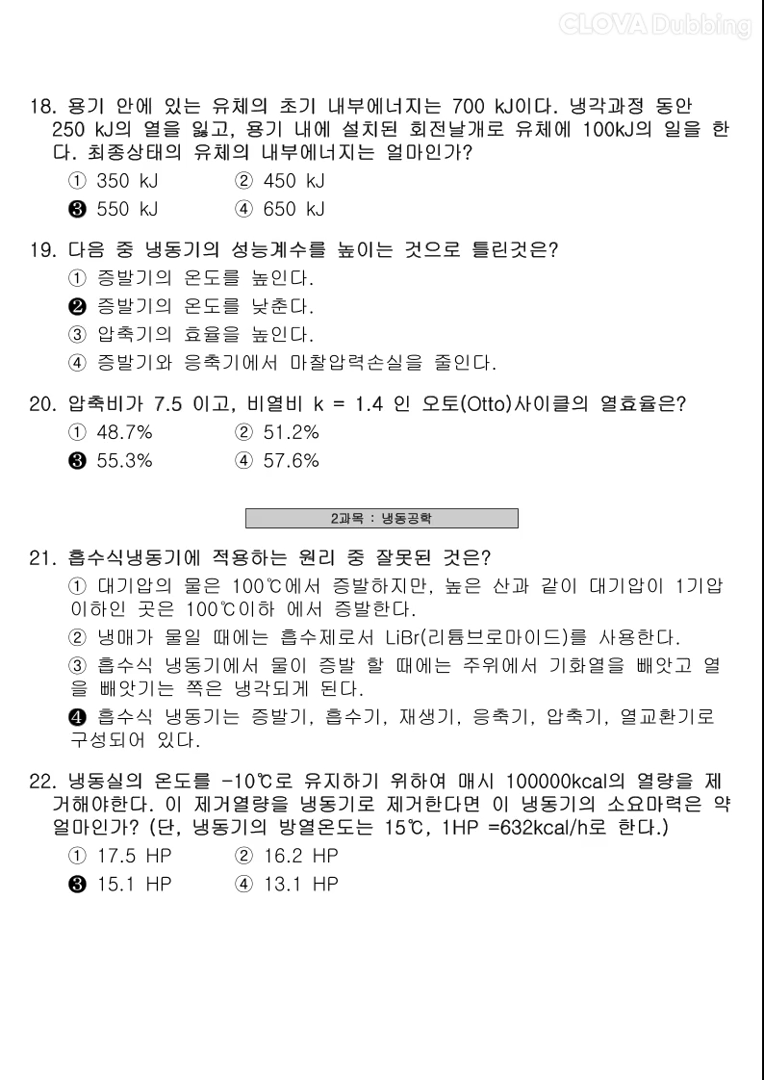 CLOVA Dubbing
18. 용기 안에 있는 유체의 초기 내부에너지는 700 kJ이다. 냉각과정 동안
250 kJ의 열을 잃고, 용기 내에 설치된 회전날개로 유체에 100kJ의 일을 한
다. 최종상태의 유체의 내부에너지는 얼마인가?
① 350 kJ ② 450 kJ
❸ 550 kJ ④ 650 kJ
19. 다음 중 냉동기의 성능계수를 높이는 것으로 틀린것은?
① 증발기의 온도를 높인다.
❷ 증발기의 온도를 낮춘다.
③ 압축기의 효율을 높인다.
④ 증발기와 응축기에서 마찰압력손실을 줄인다.
20. 압축비가 7.5 이고, 비열비 k = 1.4 인 오토(Otto)사이클의 열효율은?
① 48.7% ② 51.2%
❸ 55.3% ④ 57.6%
2과목 : 냉동공학
21. 흡수식냉동기에 적용하는 원리 중 잘못된 것은?
① 대기압의 물은 100℃에서 증발하지만, 높은 산과 같이 대기압이 1기압
이하인 곳은 100℃이하 에서 증발한다.
② 냉매가 물일 때에는 흡수제로서 LiBr(리튬브로마이드)를 사용한다.
③ 흡수식 냉동기에서 물이 증발 할 때에는 주위에서 기화열을 빼앗고 열
을 빼앗기는 쪽은 냉각되게 된다.
❹ 흡수식 냉동기는 증발기, 흡수기, 재생기, 응축기, 압축기, 열교환기로
구성되어 있다.
22. 냉동실의 온도를 -10℃로 유지하기 위하여 매시 100000kcal의 열량을 제
거해야한다. 이 제거열량을 냉동기로 제거한다면 이 냉동기의 소요마력은 약
얼마인가? (단, 냉동기의 방열온도는 15℃, 1HP =632kcal/h로 한다.)
① 17.5 HP ② 16.2 HP
❸ 15.1 HP ④ 13.1 HP